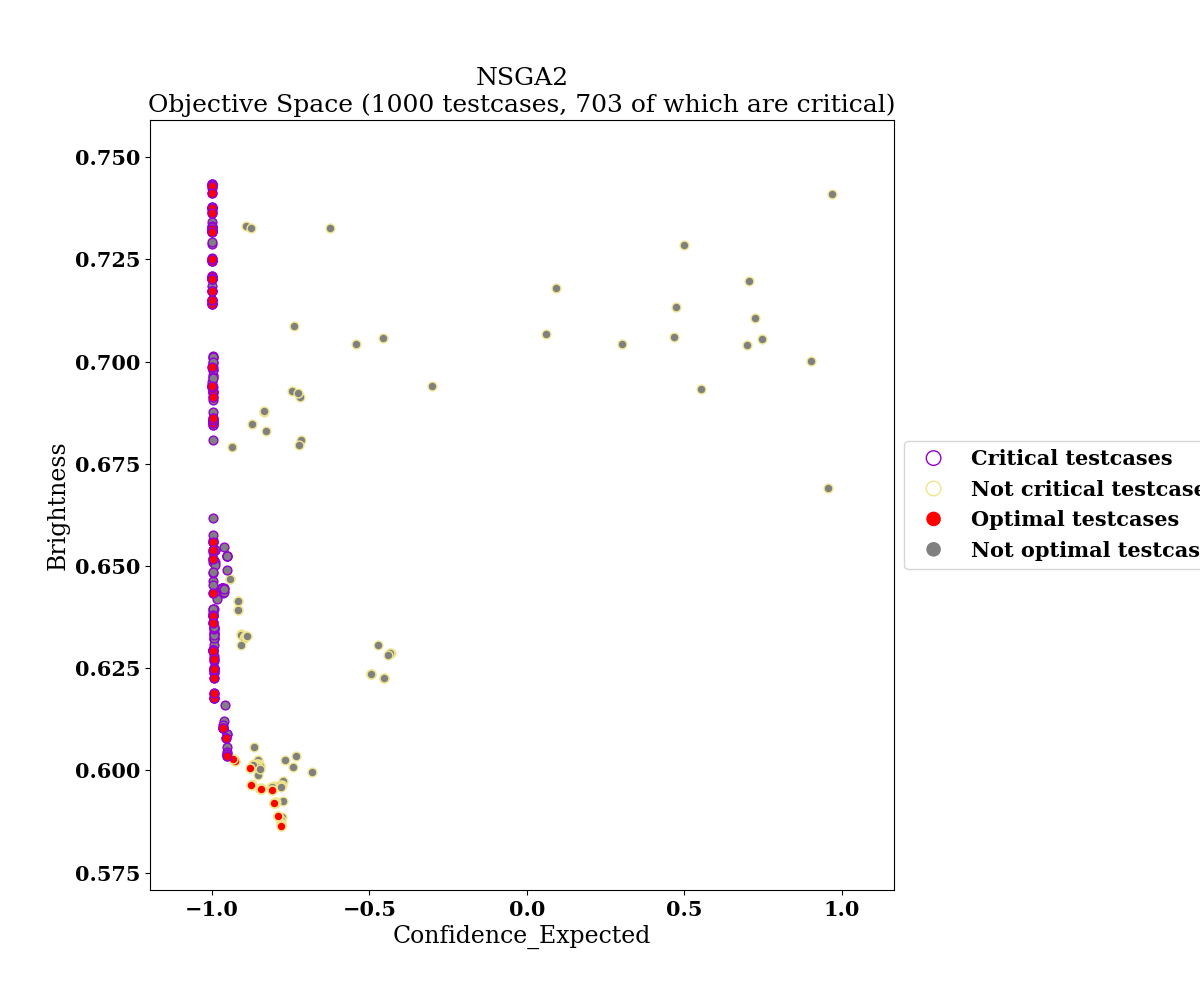 NSGA2
Objective Space (1000 testcases, 703 of which are critical)
0.750
0.725
0.700
0.675
0.650
0.625
0.600
0.575
Brightness
−1.0
−0.5
0.0
0.5
1.0
Confidence_Expected
Critical testcases
Not critical testcase
Optimal testcases
Not optimal testcas